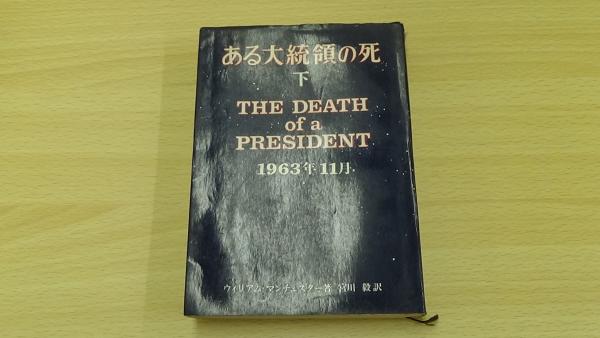 ある大統領の死
下
THE DEATH
of a
PRESIDENT
1963年11月
ウィリアム・マンチェスター著 宮川 毅訳